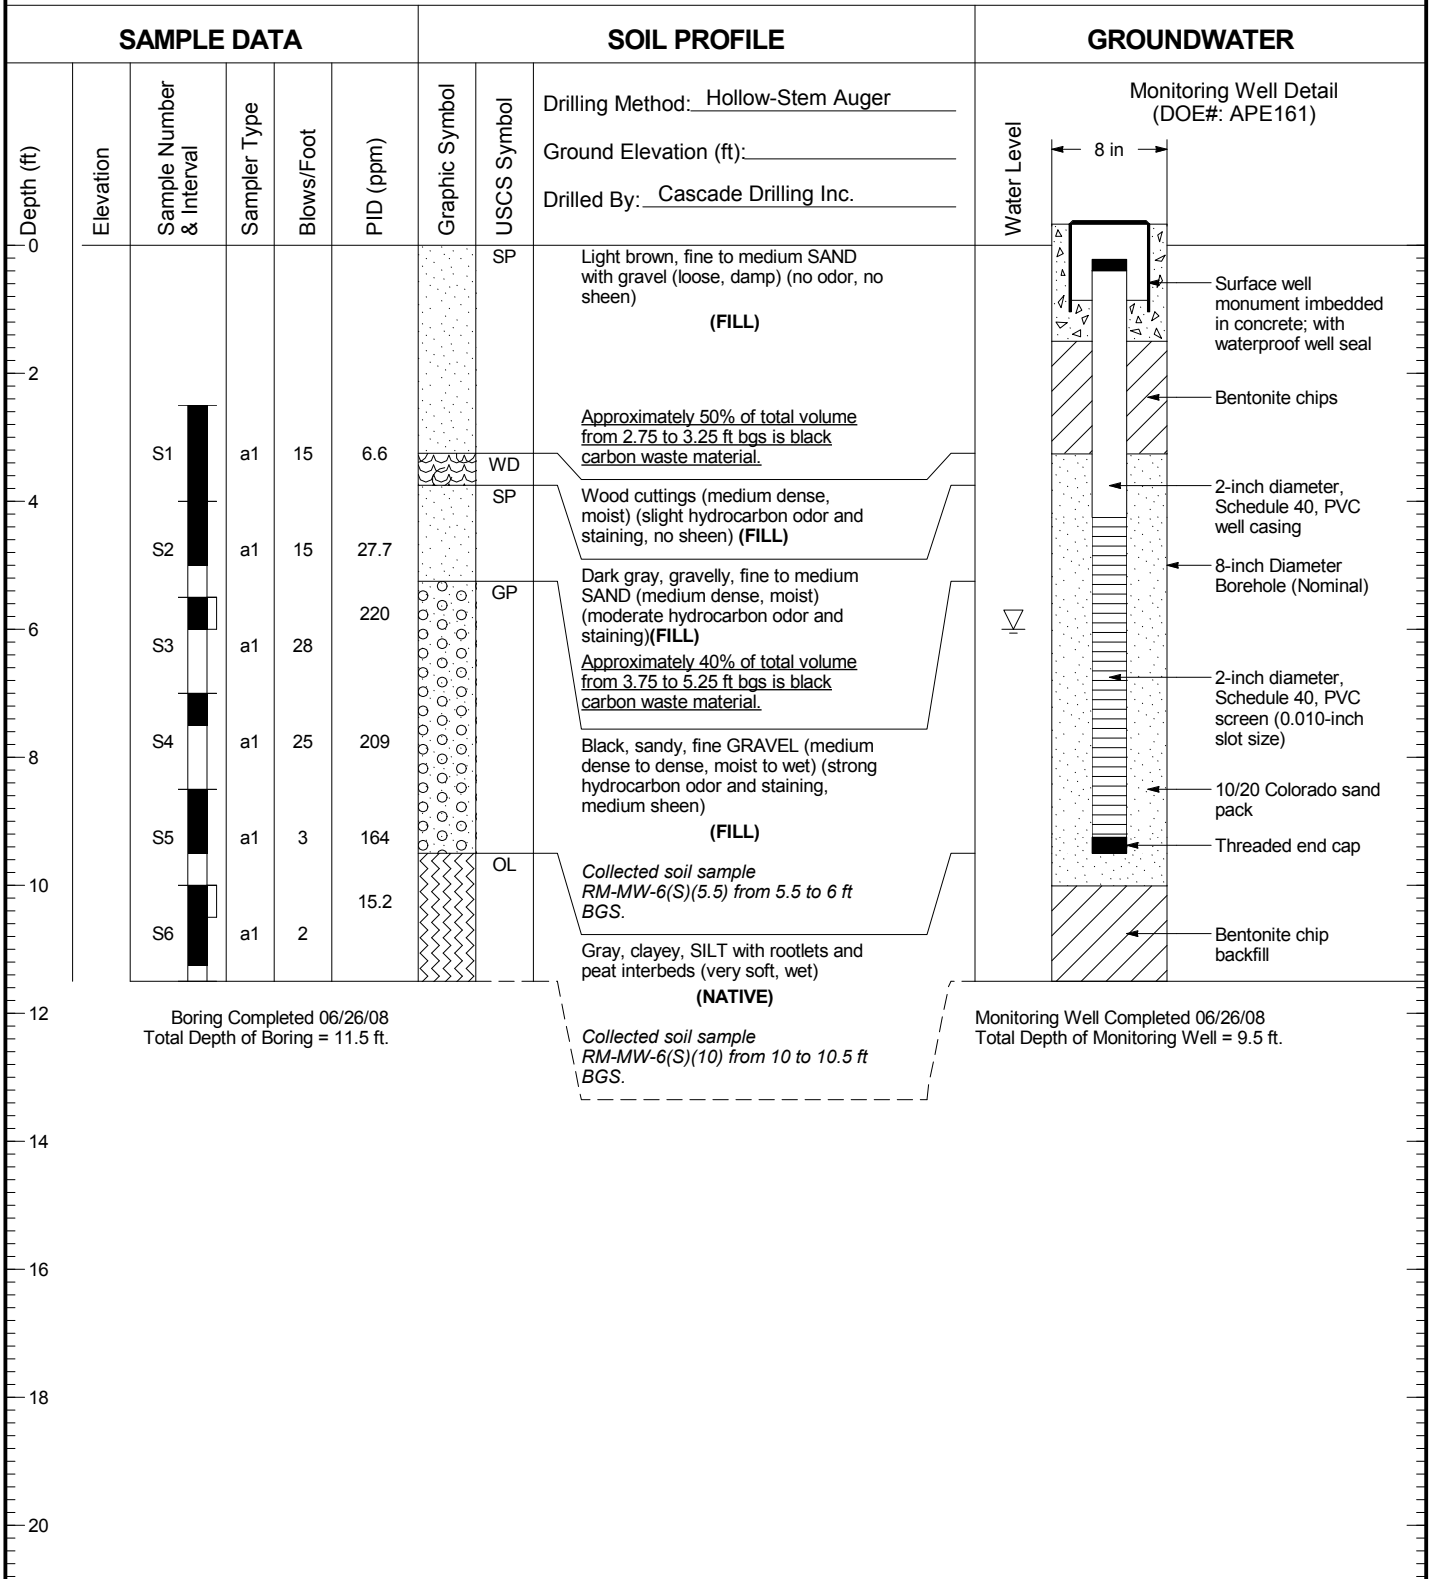 SAMPLE DATA
SOIL PROFILE
GROUNDWATER
Depth (ft)
Elevation
Sample Number
& Interval
Sampler Type
Blows/Foot
PID (ppm)
Graphic Symbol
USCS Symbol
Drilling Method: Hollow-Stem Auger
Ground Elevation (ft):
Drilled By: Cascade Drilling Inc.
Water Level
Monitoring Well Detail
(DOE#: APE161)
8 in
0
2
4
6
8
10
12
14
16
18
20
S1 a1 15 6.6
S2 a1 15 27.7
220
S3 a1 28
S4 a1 25 209
S5 a1 3 164
15.2
S6 a1 2
SP
WD
SP
GP
OL
Light brown, fine to medium SAND
with gravel (loose, damp) (no odor, no
sheen)
(FILL)
Approximately 50% of total volume
from 2.75 to 3.25 ft bgs is black
carbon waste material.
Wood cuttings (medium dense,
moist) (slight hydrocarbon odor and
staining, no sheen) (FILL)
Dark gray, gravelly, fine to medium
SAND (medium dense, moist)
(moderate hydrocarbon odor and
staining)(FILL)
Approximately 40% of total volume
from 3.75 to 5.25 ft bgs is black
carbon waste material.
Black, sandy, fine GRAVEL (medium
dense to dense, moist to wet) (strong
hydrocarbon odor and staining,
medium sheen)
(FILL)
Collected soil sample
RM-MW-6(S)(5.5) from 5.5 to 6 ft
BGS.
Gray, clayey, SILT with rootlets and
peat interbeds (very soft, wet)
(NATIVE)
Collected soil sample
RM-MW-6(S)(10) from 10 to 10.5 ft
BGS.
Surface well
monument imbedded
in concrete; with
waterproof well seal
Bentonite chips
2-inch diameter,
Schedule 40, PVC
well casing
8-inch Diameter
Borehole (Nominal)
2-inch diameter,
Schedule 40, PVC
screen (0.010-inch
slot size)
10/20 Colorado sand
pack
Threaded end cap
Bentonite chip
backfill
Boring Completed 06/26/08
Total Depth of Boring = 11.5 ft.
Monitoring Well Completed 06/26/08
Total Depth of Monitoring Well = 9.5 ft.